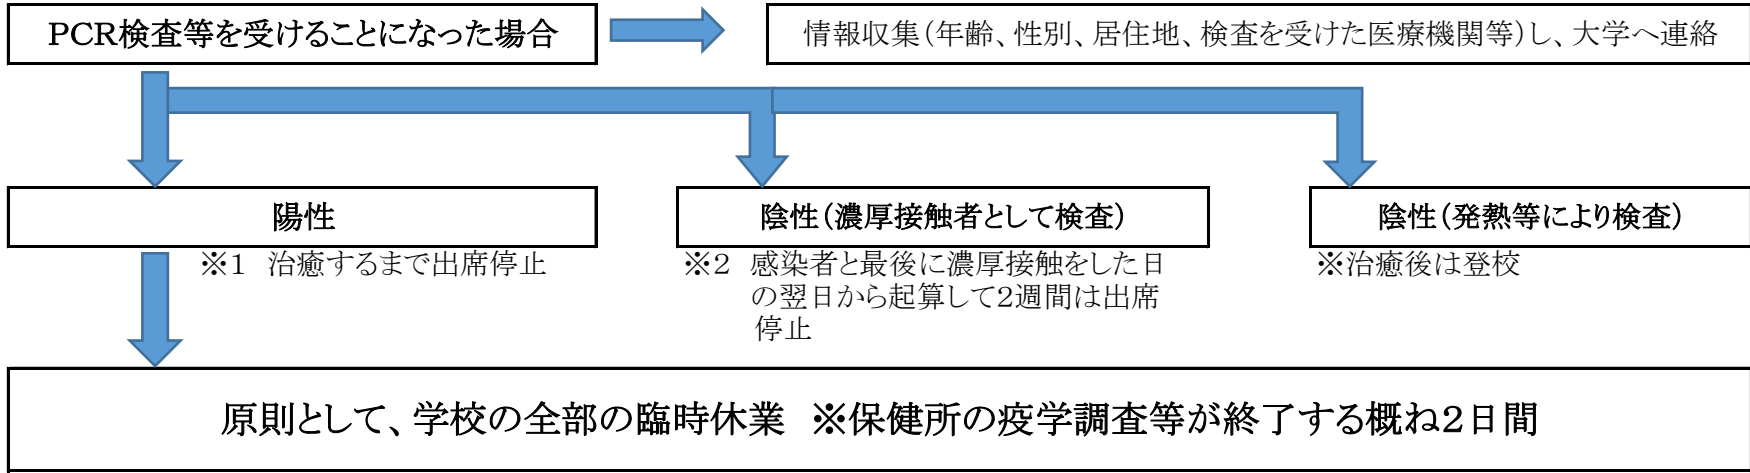 PCR検査等を受けることになった場合
情報収集(年齢、性別、居住地、検査を受けた医療機関等)し、大学へ連絡
陽性
陰性(濃厚接触者として検査)
陰性(発熱等により検査)
※1 治癒するまで出席停止
※2 感染者と最後に濃厚接触をした日
の翌日から起算して2週間は出席
停止
※治癒後は登校
原則として、学校の全部の臨時休業 ※保健所の疫学調査等が終了する概ね2日間